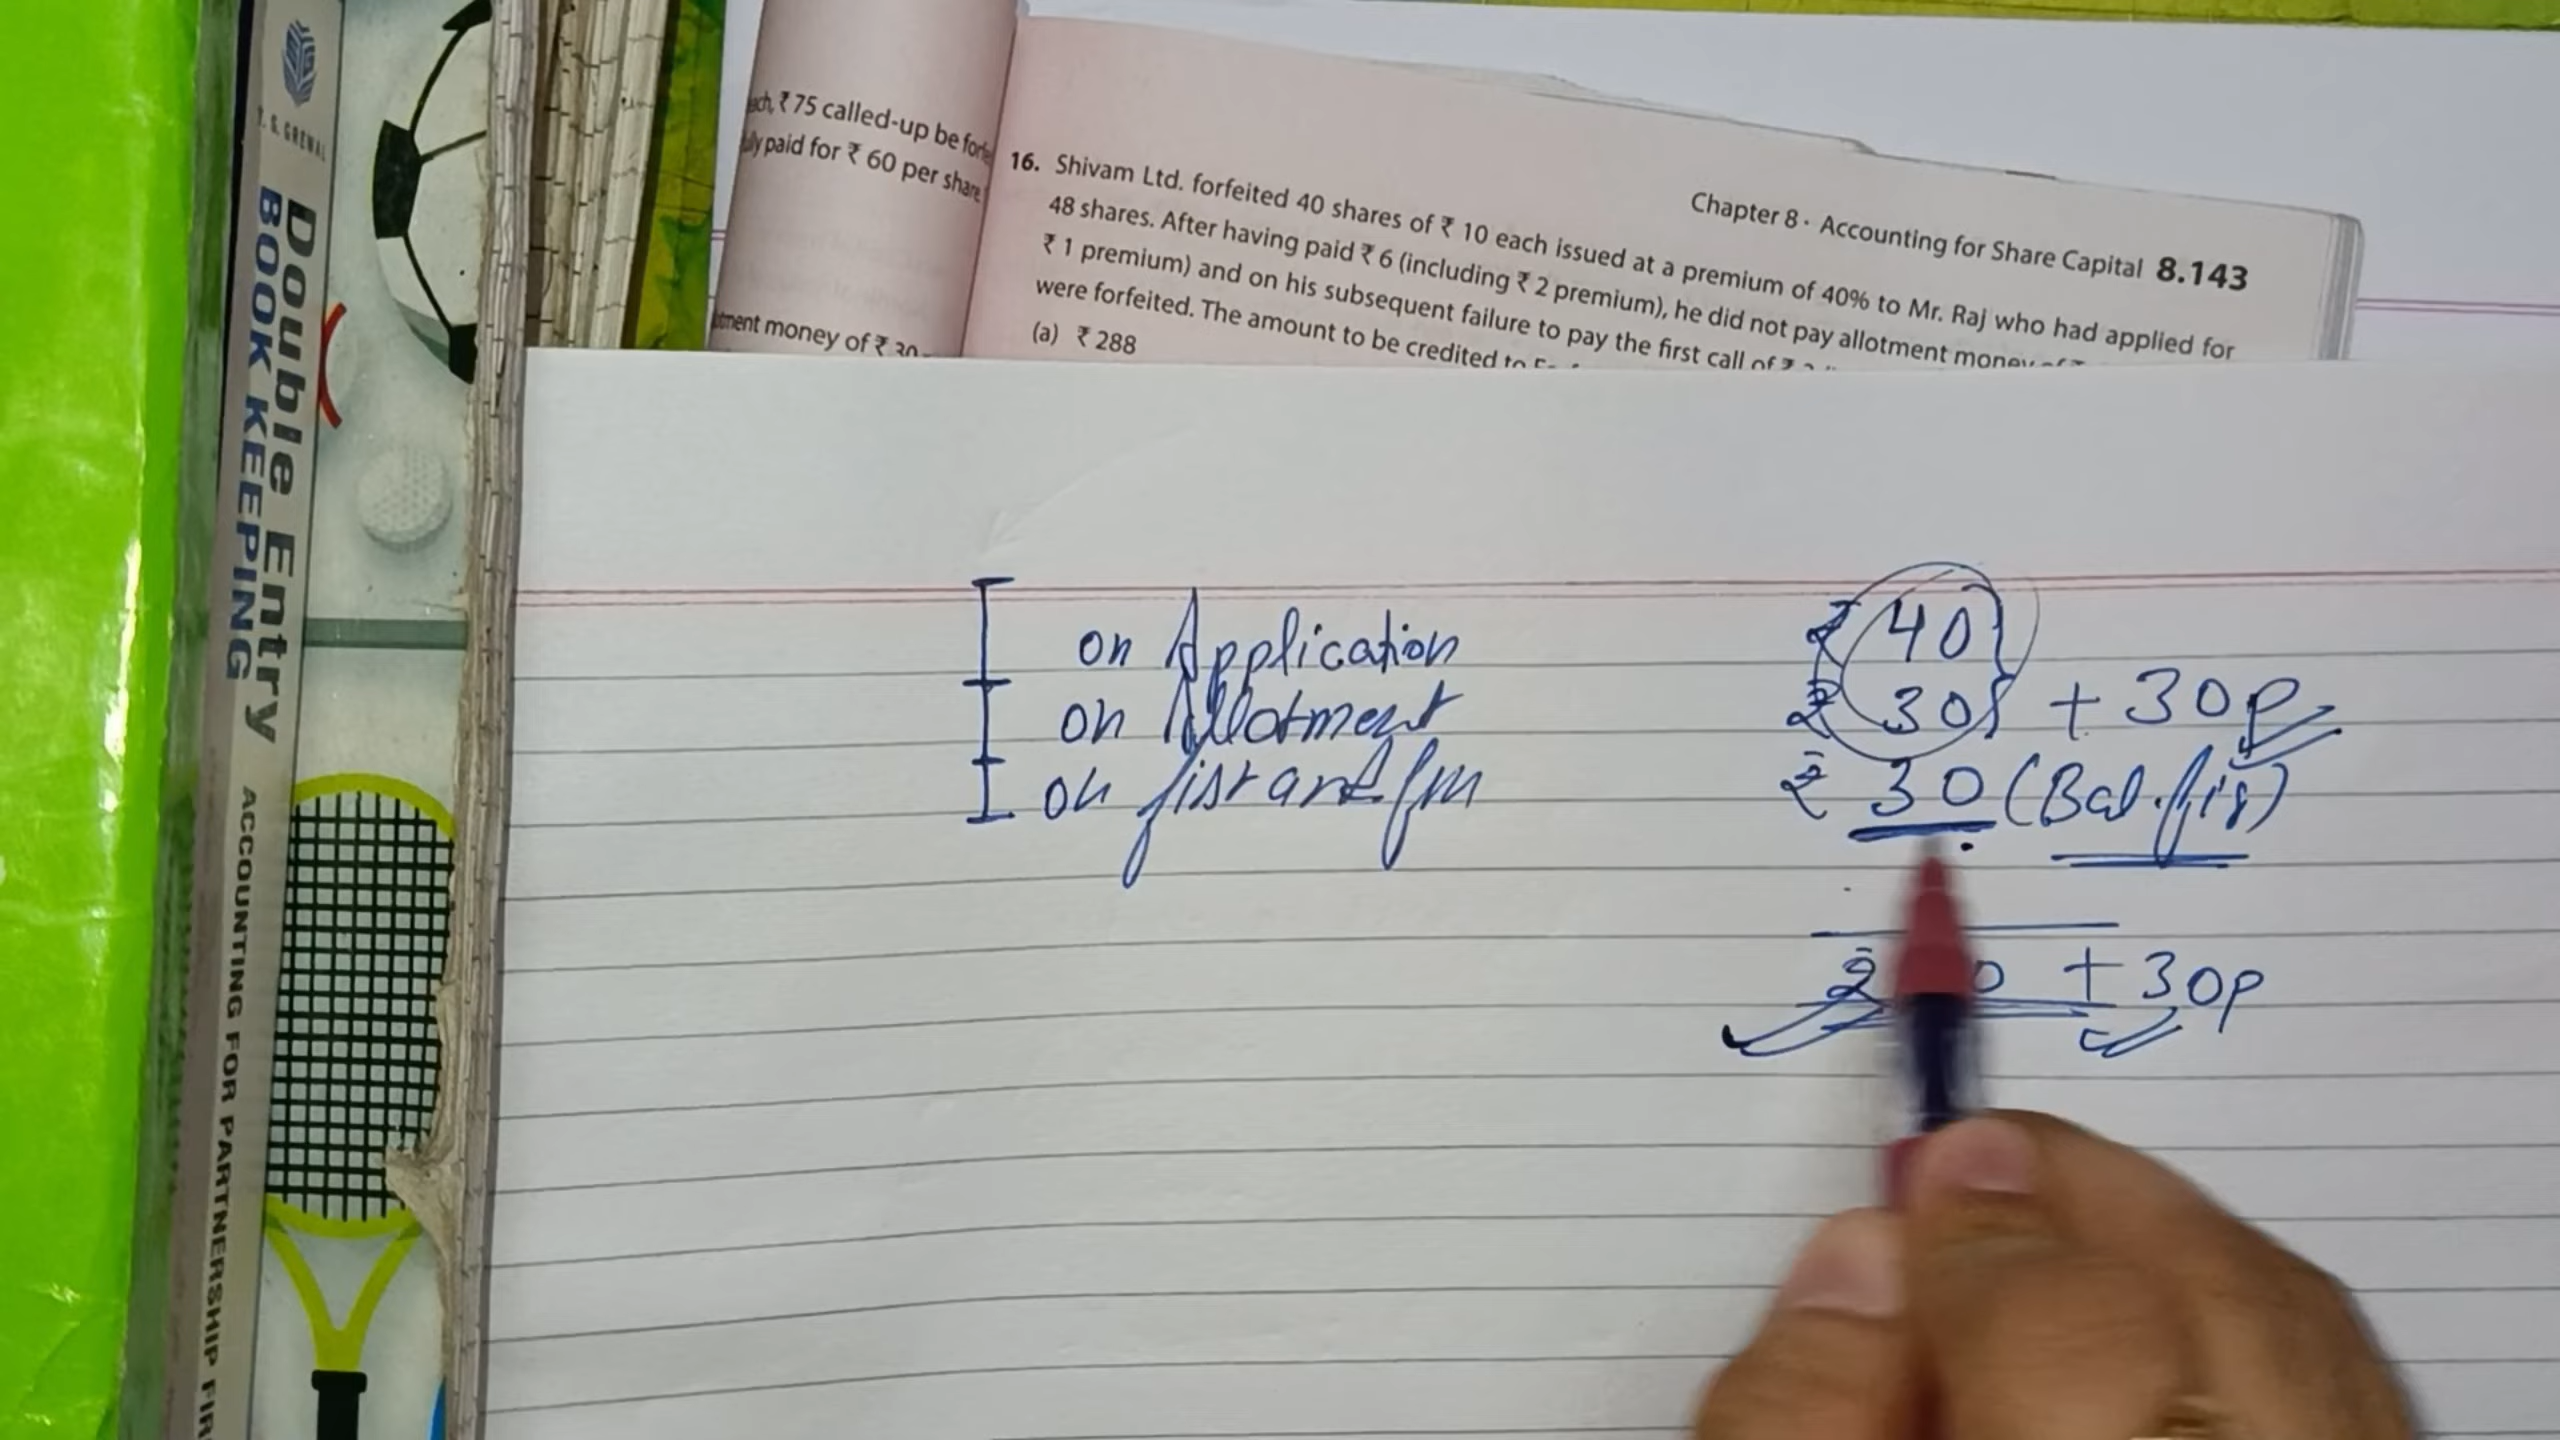 T. S. GREWAL
Double Entry
BOOK KEEPING
ACCOUNTING FOR PARTNERSHIP
each, ₹ 75 called-up be
paid for ₹ 60 per share
money of ₹ 30
Chapter 8 · Accounting for Share Capital 8.143
16. Shivam Ltd. forfeited 40 shares of ₹ 10 each issued at a premium of 40% to Mr. Raj who had applied for
48 shares. After having paid ₹ 6 (including ₹ 2 premium), he did not pay allotment money
₹ 1 premium) and on his subsequent failure to pay the first call of
were forfeited. The amount to be credited to
(a) ₹ 288
on Application ₹ 40
on Allotment ₹ 30 + 30p
on fist and ₹ 30 (Bal. fig)
₹ + 30p